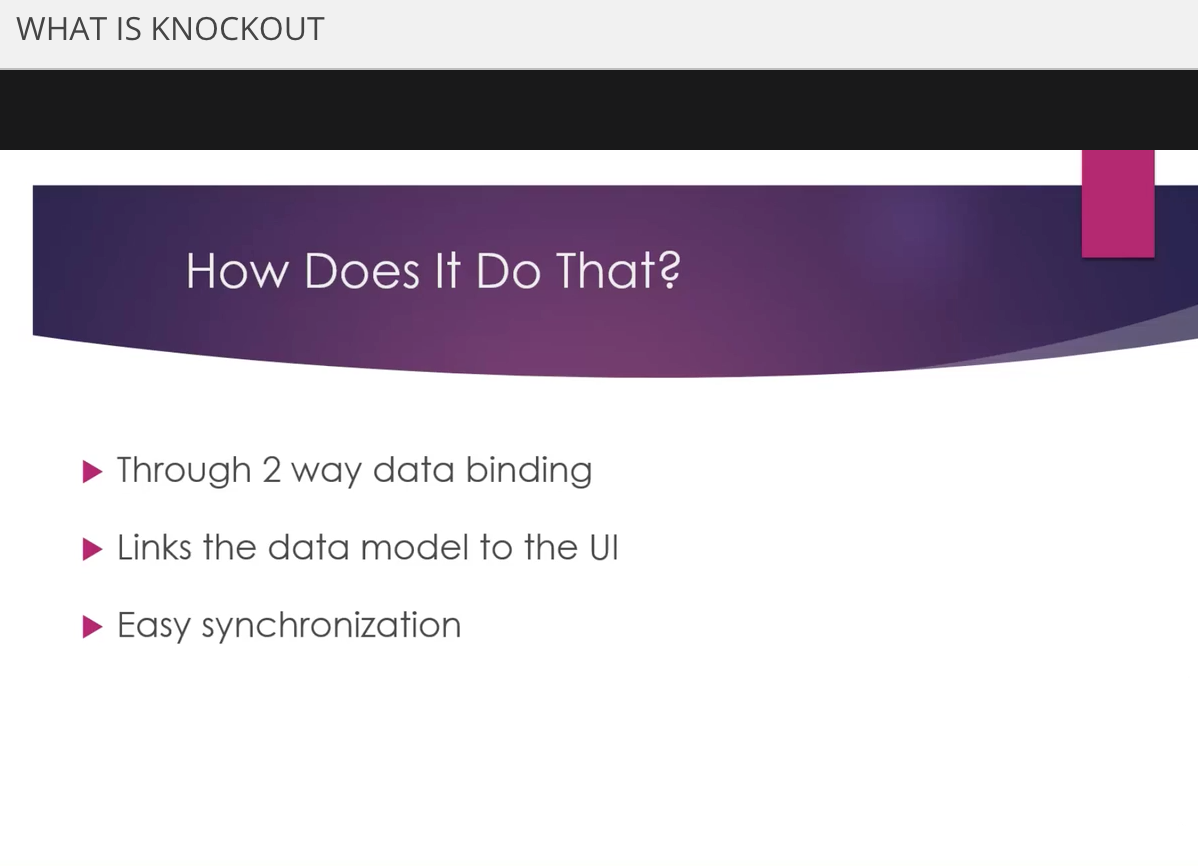 WHAT IS KNOCKOUT
How Does It Do That?
Through 2 way data binding
Links the data model to the UI
Easy synchronization